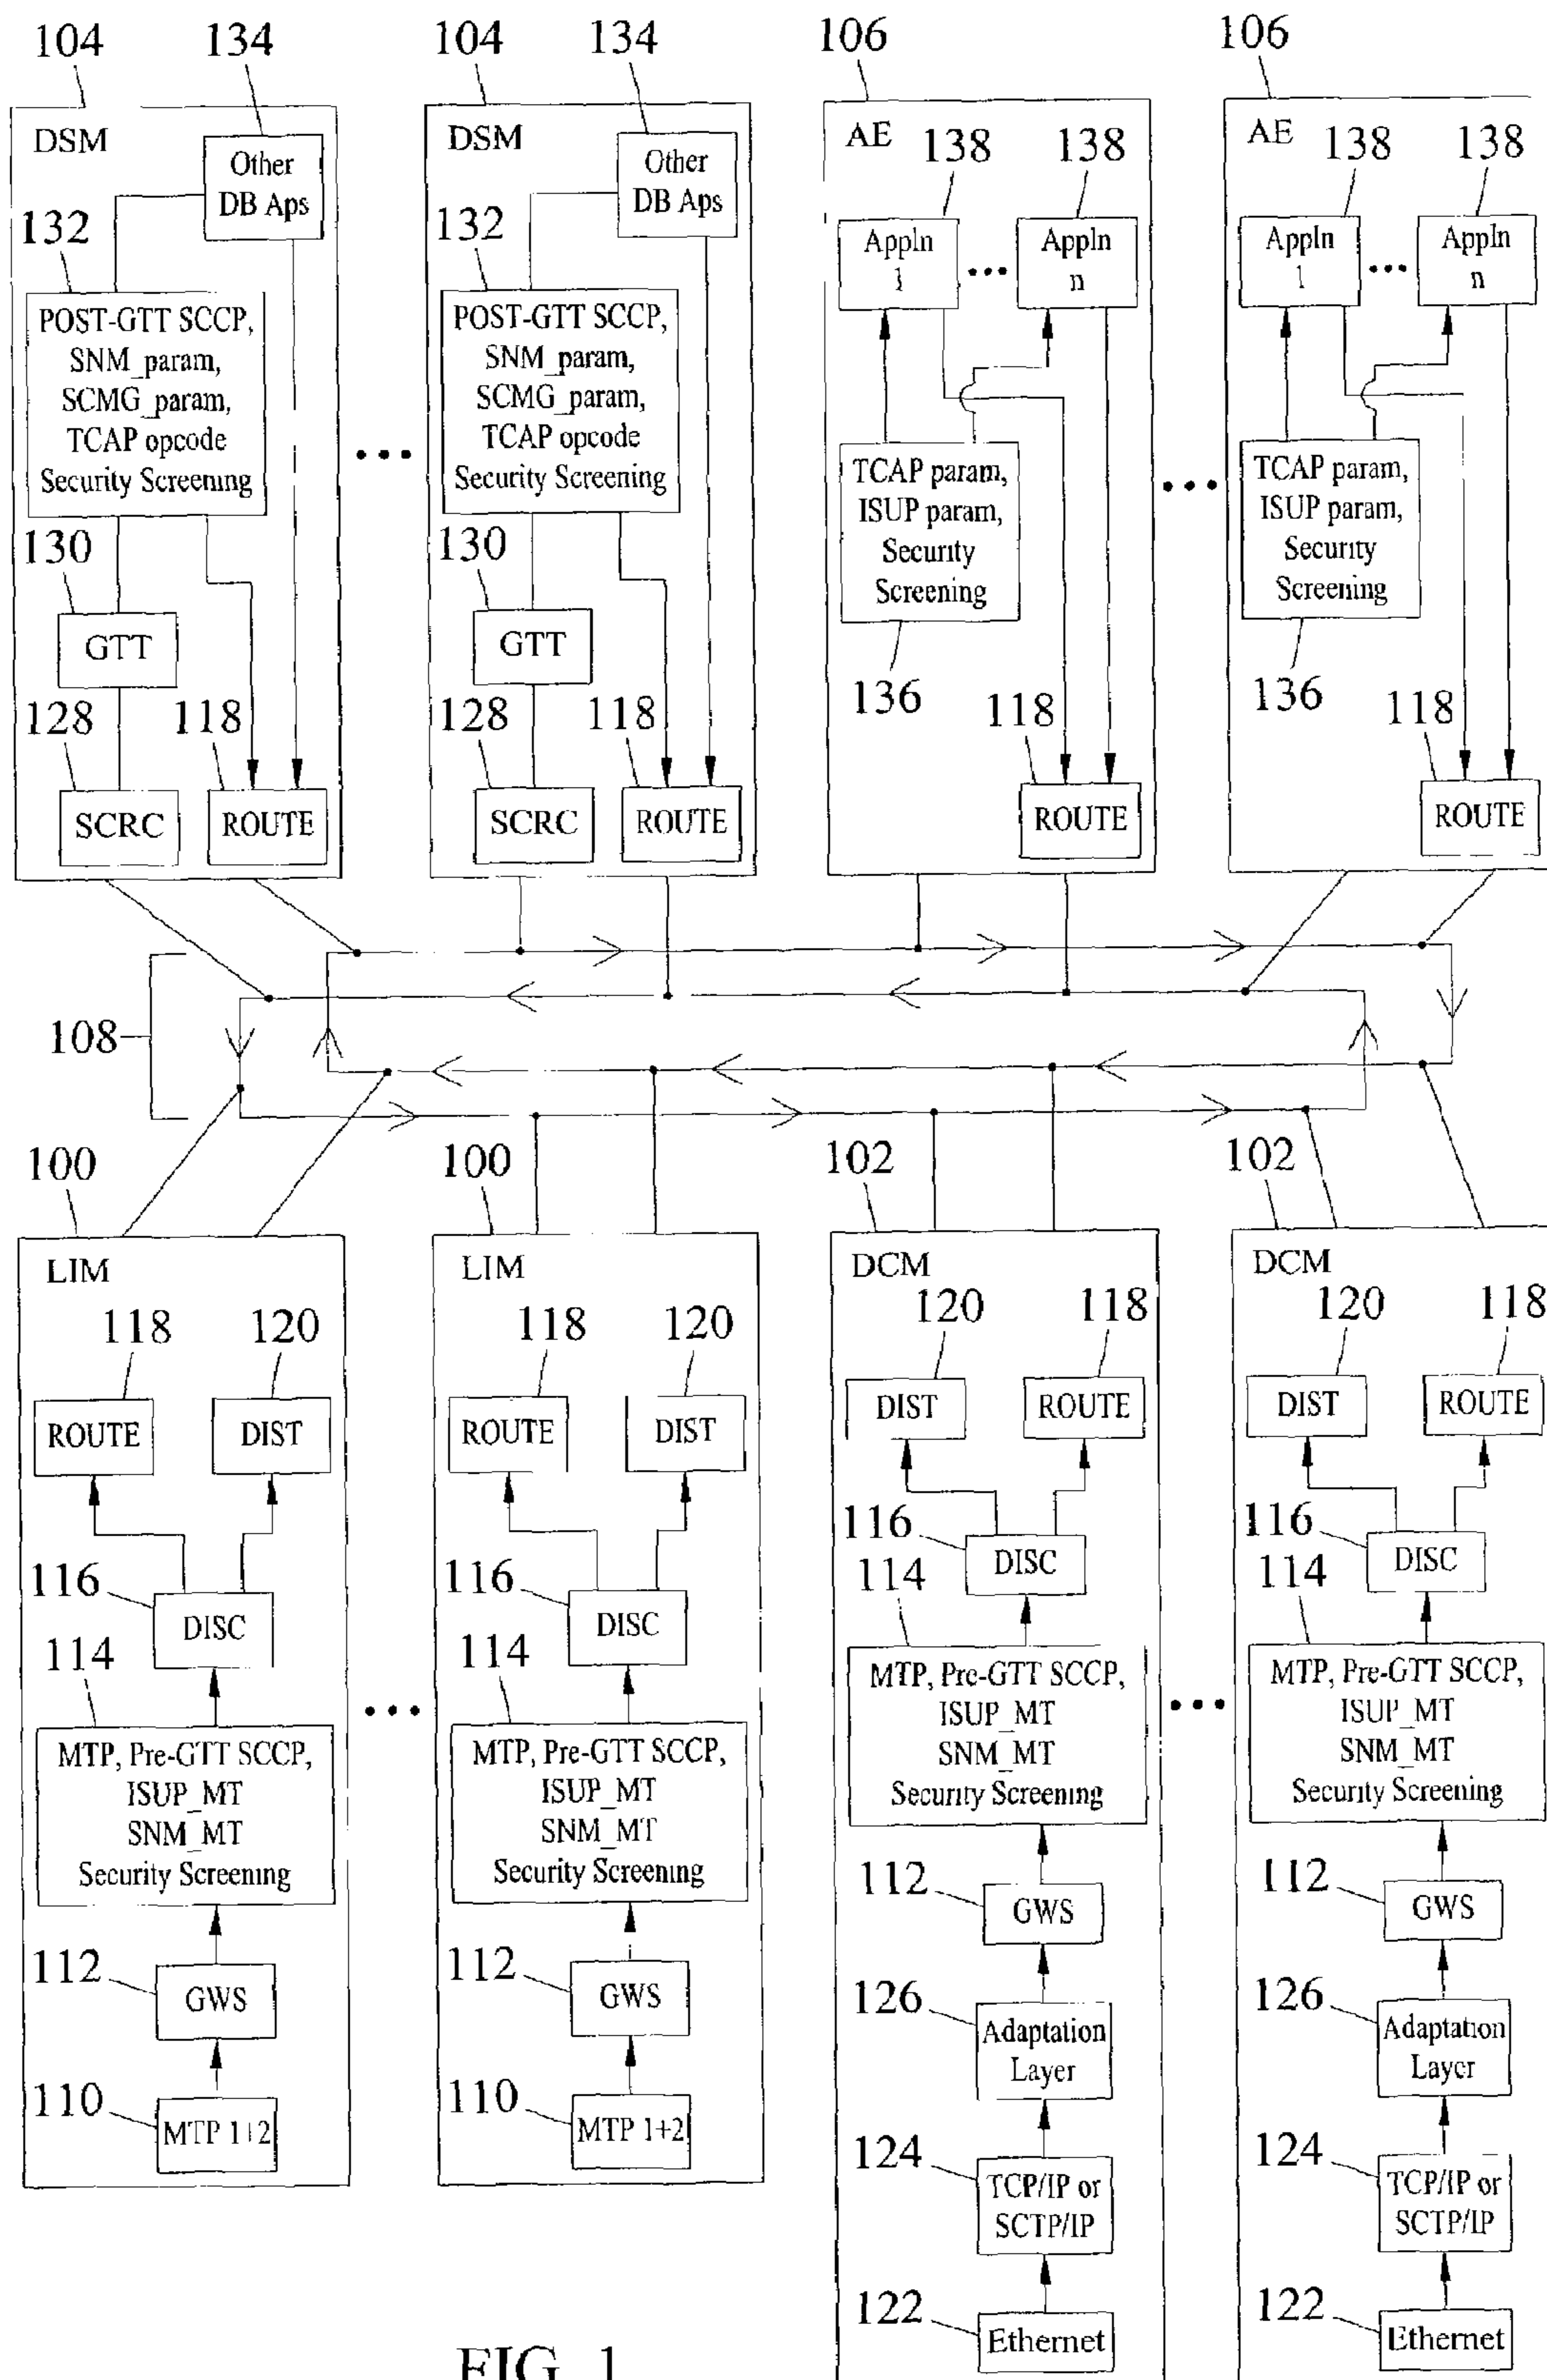 104
134
104
134
106
106
DSM
Other
DB Aps
132
POST-GTT SCCP,
SNM_param,
SCMG_param,
TCAP opcode
Security Screening
130
GTT
128
118
SCRC
ROUTE
DSM
Other
DB Aps
132
POST-GTT SCCP,
SNM_param,
SCMG_param,
TCAP opcode
Security Screening
130
GTT
128
118
SCRC
ROUTE
AE
138
138
Appln
1
Appln
n
TCAP param,
ISUP param,
Security
Screening
136
118
ROUTE
AE
138
138
Appln
1
Appln
n
TCAP param,
ISUP param,
Security
Screening
136
118
ROUTE
108
100
100
102
102
LIM
118
120
ROUTE
DIST
116
DISC
114
MTP, Pre-GTT SCCP,
ISUP_MT
SNM_MT
Security Screening
112
GWS
110
MTP 1+2
LIM
118
120
ROUTE
DIST
116
DISC
114
MTP, Pre-GTT SCCP,
ISUP_MT
SNM_MT
Security Screening
112
GWS
110
MTP 1+2
DCM
120
118
DIST
ROUTE
116
DISC
114
MTP, Pre-GTT SCCP,
ISUP_MT
SNM_MT
Security Screening
112
GWS
126
Adaptation
Layer
124
TCP/IP or
SCTP/IP
122
Ethernet
DCM
120
118
DIST
ROUTE
116
DISC
114
MTP, Pre-GTT SCCP,
ISUP_MT
SNM_MT
Security Screening
112
GWS
126
Adaptation
Layer
124
TCP/IP or
SCTP/IP
122
Ethernet
FIG. 1